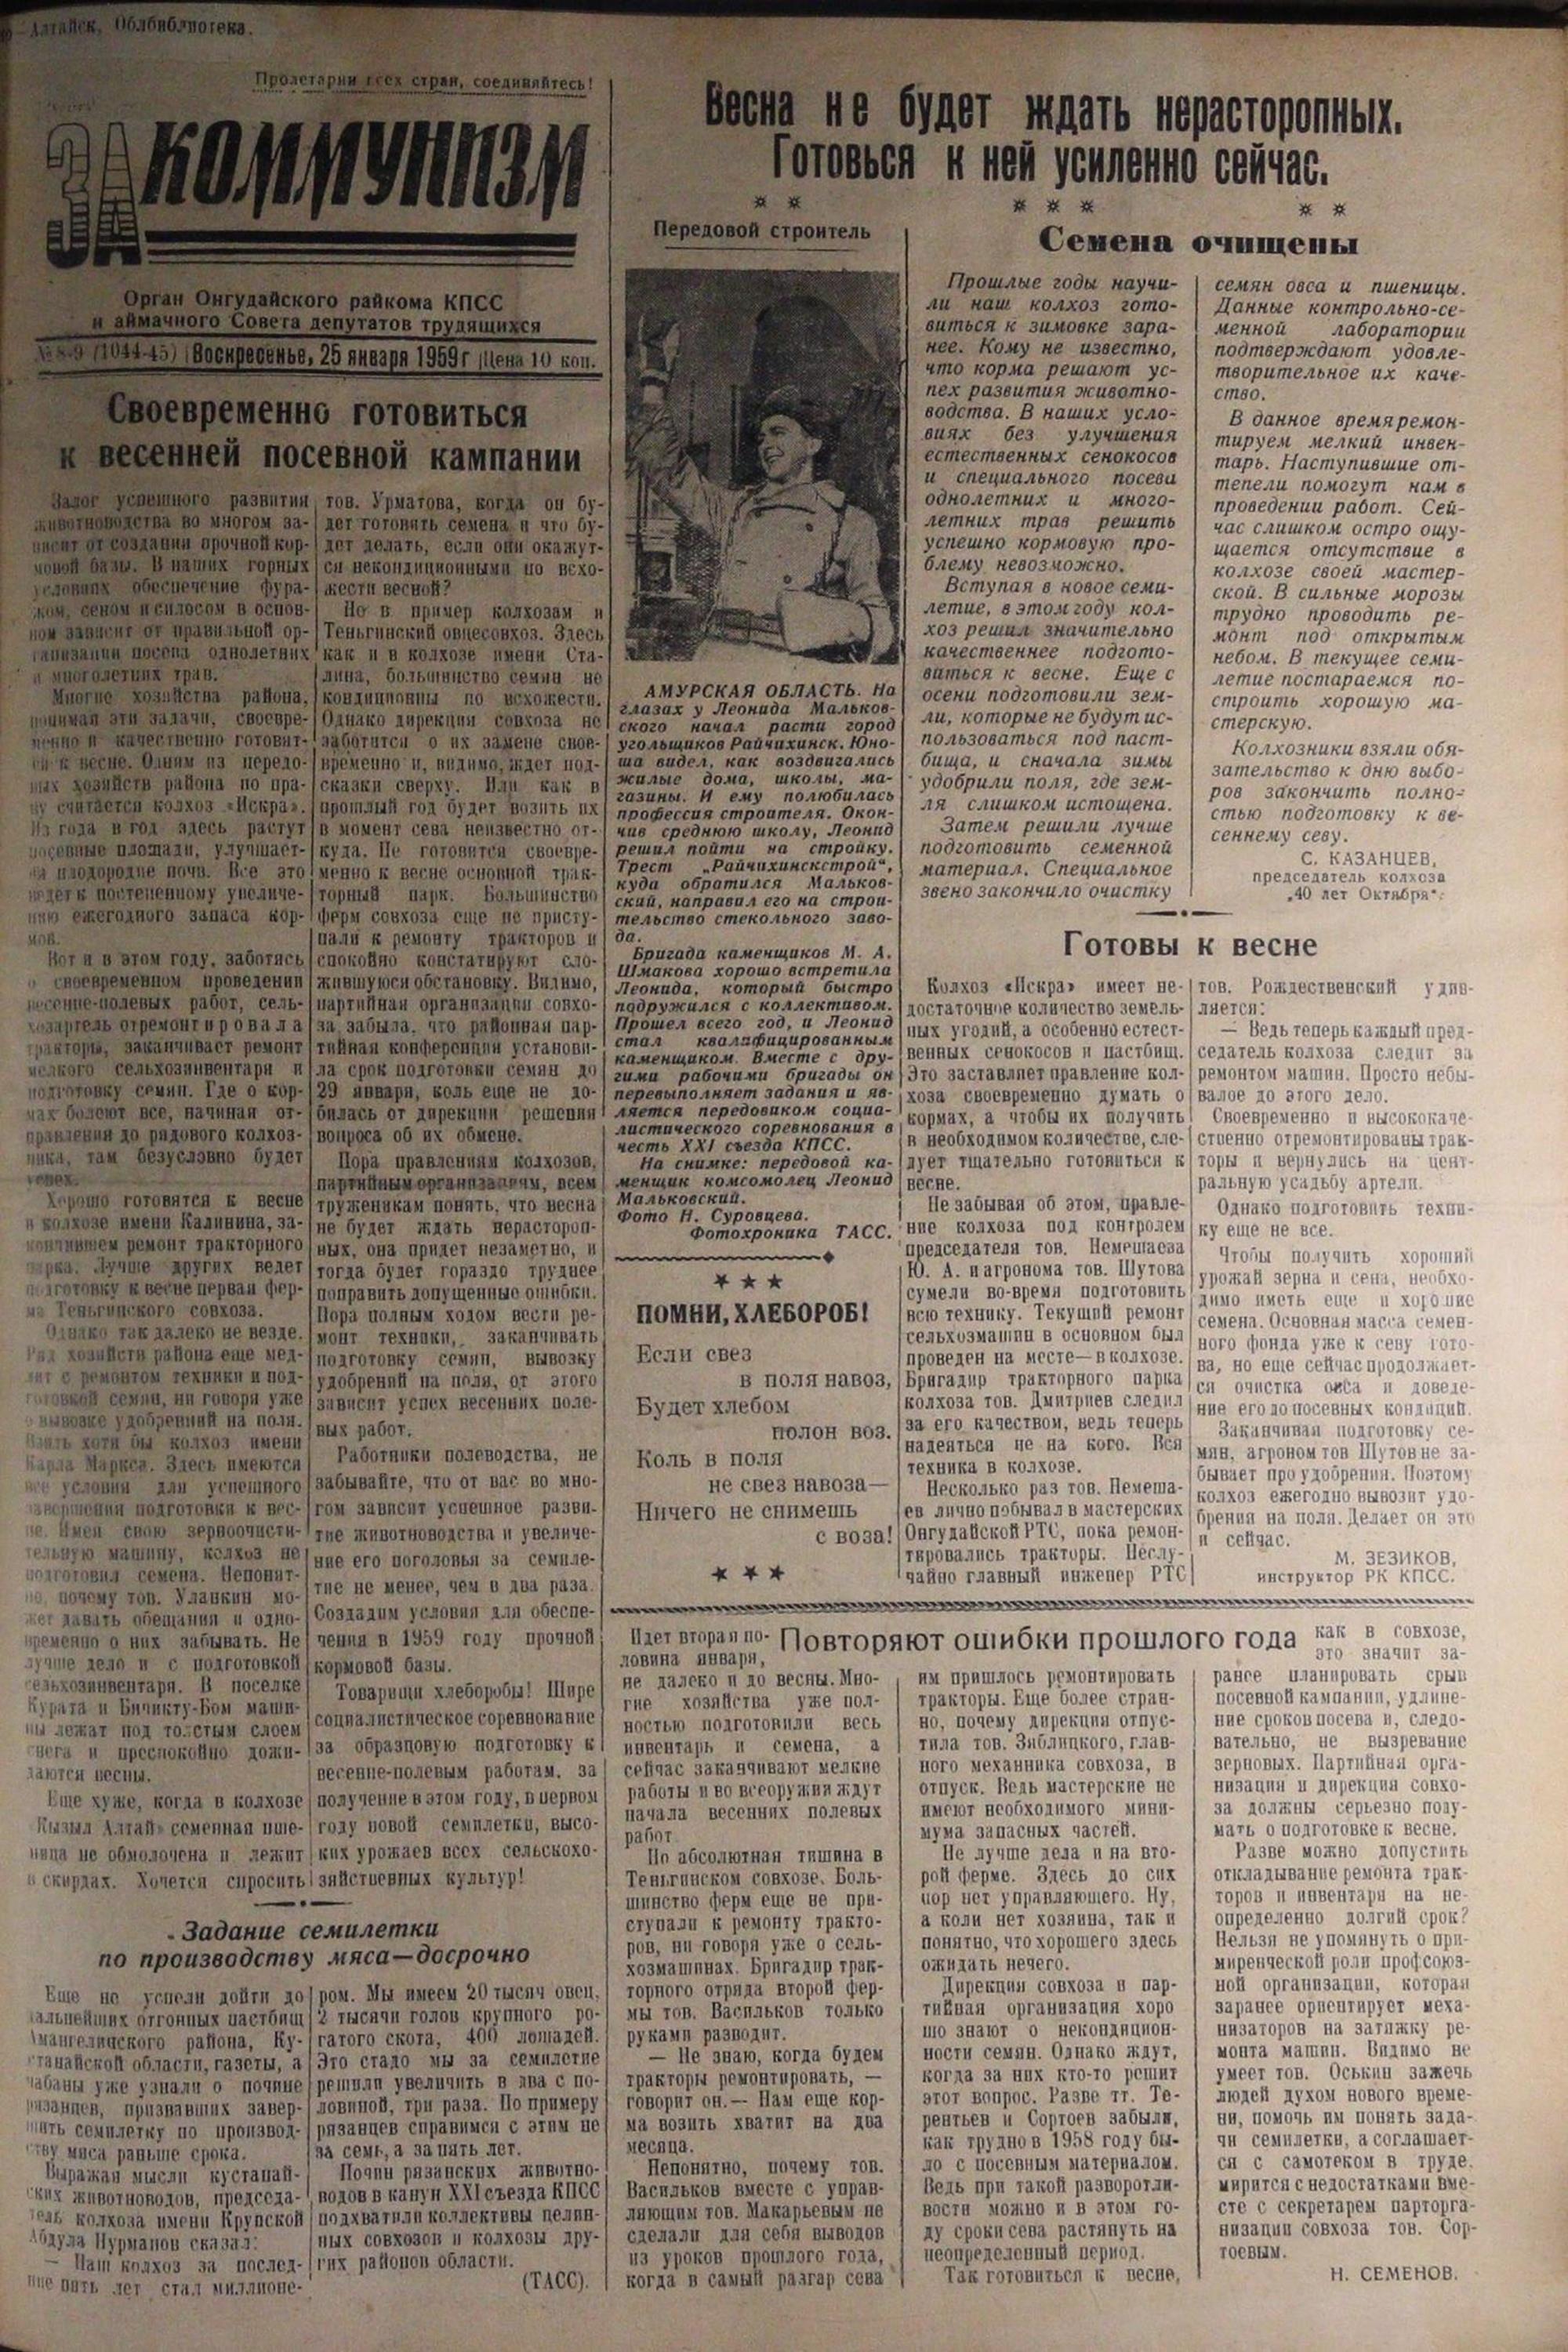 Алтайск, Облбиблиотека.
Пролетарии всех стран, соединяйтесь!
ЗА КОММУНИЗМ
Орган Онгудайского райкома КПСС
и аймачного Совета депутатов трудящихся
№ 8-9 (1044-45) Воскресенье, 25 января 1959г Цена 10 коп.
Весна не будет ждать нерасторопных.
Готовься к ней усиленно сейчас.
Своевременно готовиться
к весенней посевной кампании
Залог успешного развития
животноводства во многом за-
висит от создания прочной кор-
мовой базы. В наших горных
условиях обеспечение фура-
жом, сеном и силосом в основ-
ном зависит от правильной ор-
ганизации посева однолетних
и многолетних трав.
Многие хозяйства района,
понимая эти задачи, своевре-
менно и качественно готовят-
ся к весне. Одним из передо-
вых хозяйств района по пра-
ву считается колхоз «Искра».
Из года в год здесь растут
посевные площади, улучшает-
ся плодородие почв. Все это
ведет к постепенному увеличе-
нию ежегодного запаса кор-
мов.
Вот и в этом году, заботясь
о своевременном проведении
весенне-полевых работ, сель-
хозартель отремонтировала
тракторы, заканчивает ремонт
мелкого сельхозинвентаря и
подготовку семян. Где о кор-
мах болеют все, начиная от
правления до рядового колхоз-
ника, там безусловно будет
успех.
Хорошо готовятся к весне
в колхозе имени Калинина, за-
кончившем ремонт тракторного
парка. Лучше других ведет
подготовку к весне первая фер-
ма Теньгинского совхоза.
Однако так далеко не везде.
Ряд хозяйств района еще мед-
лит с ремонтом техники и под-
готовкой семян, ни говоря уже
о вывозке удобрений на поля.
Взять хотя бы колхоз имени
Карла Маркса. Здесь имеются
все условия для успешного
завершения подготовки к вес-
не. Имея свою зерноочисти-
тельную машину, колхоз не
подготовил семена. Непонят-
но, почему тов. Уланкин мо-
жет давать обещания и одно-
временно о них забывать. Не
лучше дело и с подготовкой
сельхозинвентаря. В поселке
Курата и Бичикту-Бом маши-
ны лежат под толстым слоем
снега и преспокойно дожи-
даются весны.
Еще хуже, когда в колхозе
«Кызыл Алтай» семенная пше-
ница не обмолочена и лежит
в скирдах. Хочется спросить
тов. Урматова, когда он бу-
дет готовить семена и что бу-
дет делать, если они окажут-
ся некондиционными по всхо-
жести весной?
Но в пример колхозам и
Теньгинский овцесовхоз. Здесь
как и в колхозе имени Ста-
лина, большинство семян не
кондиционны по всхожести.
Однако дирекция совхоза не
заботится о их замене свое-
временно и, видимо, ждет под-
сказки сверху. Или как в
прошлый год будет возить их
в момент сева неизвестно от-
куда. Не готовится своевре-
менно к весне основной трак-
торный парк. Большинство
ферм совхоза еще не присту-
пали к ремонту тракторов и
спокойно констатируют сло-
жившуюся обстановку. Видимо,
партийная организация совхо-
за, забыла, что районная пар-
тийная конференция установи-
ла срок подготовки семян до
29 января, коль еще не до-
билась от дирекции решения
вопроса об их обмене.
Пора правлениям колхозов,
партийным организациям, всем
труженикам понять, что весна
не будет ждать нерастороп-
ных, она придет незаметно, и
тогда будет гораздо труднее
поправить допущенные ошибки.
Пора полным ходом вести ре-
монт техники, заканчивать
подготовку семян, вывозку
удобрений на поля, от этого
зависит успех весенних поле-
вых работ.
Работники полеводства, не
забывайте, что от вас во мно-
гом зависит успешное разви-
тие животноводства и увеличе-
ние его поголовья за семиле-
тие не менее, чем в два раза.
Создадим условия для обеспе-
чения в 1959 году прочной
кормовой базы.
Товарищи хлеборобы! Шире
социалистическое соревнование
за образцовую подготовку к
весенне-полевым работам, за
получение в этом году, в первом
году новой семилетки, высо-
ких урожаев всех сельскохо-
зяйственных культур!
Задание семилетки
по производству мяса—досрочно
Еще не успели дойти до
дальнейших отгонных пастбищ
Амангелинского района, Ку-
станайской области, газеты, а
чабаны уже узнали о почине
рязанцев, призвавших завер-
шить семилетку по производ-
ству мяса раньше срока.
Выражая мысли кустанай-
ских животноводов, председа-
тель колхоза имени Крупской
Абдула Нурманов сказал:
— Наш колхоз за послед-
ние пять лет стал миллионе-
ром. Мы имеем 20 тысяч овец,
2 тысячи голов крупного ро-
гатого скота, 400 лошадей.
Это стадо мы за семилетие
решили увеличить в два с по-
ловиной, три раза. По примеру
рязанцев справимся с этим не
за семь, а за пять лет.
Почин рязанских животно-
водов в канун XXI съезда КПСС
подхватили коллективы целин-
ных совхозов и колхозы дру-
гих районов области.
(ТАСС).
Передовой строитель
АМУРСКАЯ ОБЛАСТЬ. На
глазах у Леонида Мальков-
ского начал расти город
угольщиков Райчихинск. Юно-
ша видел, как воздвигались
жилые дома, школы, ма-
газины. И ему полюбилась
профессия строителя. Окон-
чив среднюю школу, Леонид
решил пойти на стройку.
Трест „Райчихинскстрой“,
куда обратился Мальков-
ский, направил его на строи-
тельство стекольного заво-
да.
Бригада каменщиков М. А.
Шмакова хорошо встретила
Леонида, который быстро
подружился с коллективом.
Прошел всего год, и Леонид
стал квалифицированным
каменщиком. Вместе с дру-
гими рабочими бригады он
перевыполняет задания и яв-
ляется передовиком социа-
листического соревнования в
честь XXI съезда КПСС.
На снимке: передовой ка-
менщик комсомолец Леонид
Мальковский.
Фото Н. Суровцева.
Фотохроника ТАСС.
ПОМНИ, ХЛЕБОРОБ!
Если свез
в поля навоз,
Будет хлебом
полон воз.
Коль в поля
не свез навоза—
Ничего не снимешь
с воза!
Семена очищены
Прошлые годы научи-
ли наш колхоз гото-
виться к зимовке зара-
нее. Кому не известно,
что корма решают ус-
пех развития животно-
водства. В наших усло-
виях без улучшения
естественных сенокосов
и специального посева
однолетних и много-
летних трав решить
успешно кормовую про-
блему невозможно.
Вступая в новое семи-
летие, в этом году кол-
хоз решил значительно
качественнее подгото-
виться к весне. Еще с
осени подготовили зем-
ли, которые не будут ис-
пользоваться под паст-
бища, и сначала зимы
удобрили поля, где зем-
ля слишком истощена.
Затем решили лучше
подготовить семенной
материал. Специальное
звено закончило очистку
семян овса и пшеницы.
Данные контрольно-се-
менной лаборатории
подтверждают удовле-
творительное их каче-
ство.
В данное время ремон-
тируем мелкий инвен-
тарь. Наступившие от-
тепели помогут нам в
проведении работ. Сей-
час слишком остро ощу-
щается отсутствие в
колхозе своей мастер-
ской. В сильные морозы
трудно проводить ре-
монт под открытым
небом. В текущее семи-
летие постараемся по-
строить хорошую ма-
стерскую.
Колхозники взяли обя-
зательство к дню выбо-
ров закончить полно-
стью подготовку к ве-
сеннему севу.
С. КАЗАНЦЕВ,
председатель колхоза
„40 лет Октября“.
Готовы к весне
Колхоз «Искра» имеет не-
достаточное количество земель-
ных угодий, а особенно естест-
венных сенокосов и пастбищ.
Это заставляет правление кол-
хоза своевременно думать о
кормах, а чтобы их получить
в необходимом количестве, сле-
дует тщательно готовиться к
весне.
Не забывая об этом, правле-
ние колхоза под контролем
председателя тов. Немешаева
Ю. А. и агронома тов. Шутова
сумели во-время подготовить
всю технику. Текущий ремонт
сельхозмашин в основном был
проведен на месте—в колхозе.
Бригадир тракторного парка
колхоза тов. Дмитриев следил
за его качеством, ведь теперь
надеяться не на кого. Вся
техника в колхозе.
Несколько раз тов. Немеша-
ев лично побывал в мастерских
Онгудайской РТС, пока ремон-
тировались тракторы. Неслу-
чайно главный инженер РТС
тов. Рождественский удив-
ляется:
— Ведь теперь каждый пред-
седатель колхоза следит за
ремонтом машин. Просто небы-
валое до этого дело.
Своевременно и высококаче-
ственно отремонтированы трак-
торы и вернулись на цент-
ральную усадьбу артели.
Однако подготовить техни-
ку еще не все.
Чтобы получить хороший
урожай зерна и сена, необхо-
димо иметь еще и хорошие
семена. Основная масса семен-
ного фонда уже к севу гото-
ва, но еще сейчас продолжает-
ся очистка овса и доведе-
ние его до посевных кондиций.
Заканчивая подготовку се-
мян, агроном тов Шутов не за-
бывает про удобрения. Поэтому
колхоз ежегодно вывозит удо-
брения на поля. Делает он это
и сейчас.
М. ЗЕЗИКОВ,
инструктор РК КПСС.
Повторяют ошибки прошлого года
Идет вторая по-
ловина января,
не далеко и до весны. Мно-
гие хозяйства уже пол-
ностью подготовили весь
инвентарь и семена, а
сейчас заканчивают мелкие
работы и во всеоружии ждут
начала весенних полевых
работ
Но абсолютная тишина в
Теньгинском совхозе. Боль-
шинство ферм еще не при-
ступали к ремонту тракто-
ров, ни говоря уже о сель-
хозмашинах. Бригадир трак-
торного отряда второй фер-
мы тов. Васильков только
руками разводит.
— Не знаю, когда будем
тракторы ремонтировать, —
говорит он.— Нам еще кор-
ма возить хватит на два
месяца.
Непонятно, почему тов.
Васильков вместе с управ-
ляющим тов. Макарьевым не
сделали для себя выводов
из уроков прошлого года,
когда в самый разгар сева
им пришлось ремонтировать
тракторы. Еще более стран-
но, почему дирекция отпус-
тила тов. Зяблицкого, глав-
ного механника совхоза, в
отпуск. Ведь мастерские не
имеют необходимого мини-
мума запасных частей.
Не лучше дела и на вто-
рой ферме. Здесь до сих
пор нет управляющего. Ну,
а коли нет хозяина, так и
понятно, что хорошего здесь
ожидать нечего.
Дирекция совхоза и пар-
тийная организация хоро
шо знают о некондицион-
ности семян. Однако ждут,
когда за них кто-то решит
этот вопрос. Разве тт. Те-
рентьев и Сортоев забыли,
как трудно в 1958 году бы-
ло с посевным материалом.
Ведь при такой разворотли-
вости можно и в этом го-
ду сроки сева растянуть на
неопределенный период.
Так готовиться к весне,
как в совхозе,
это значит за-
ранее планировать срыв
посевной кампании, удлине-
ние сроков посева и, следо-
вательно, не вызревание
зерновых. Партийная орга-
низация и дирекция совхо-
за должны серьезно поду-
мать о подготовке к весне.
Разве можно допустить
откладывание ремонта трак-
торов и инвентаря на не-
определенно долгий срок?
Нельзя не упомянуть о при-
миренческой роли профсоюз-
ной организации, которая
заранее ориентирует меха-
низаторов на затяжку ре-
монта машин. Видимо не
умеет тов. Оськин зажечь
людей духом нового време-
ни, помочь им понять зада-
чи семилетки, а соглашает-
ся с самотеком в труде,
мирится с недостатками вме-
сте с секретарем парторга-
низации совхоза тов. Сор-
тоевым.
Н. СЕМЕНОВ.